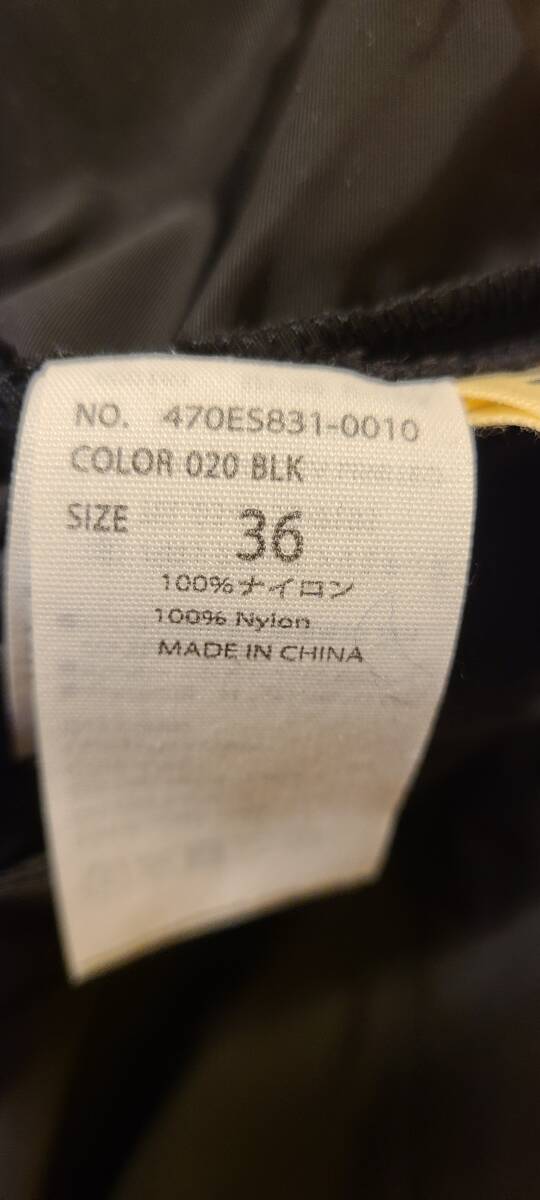 NO. 470ES831-0010
COLOR 020 BLK
SIZE 36
100%ナイロン
100% Nylon
MADE IN CHINA